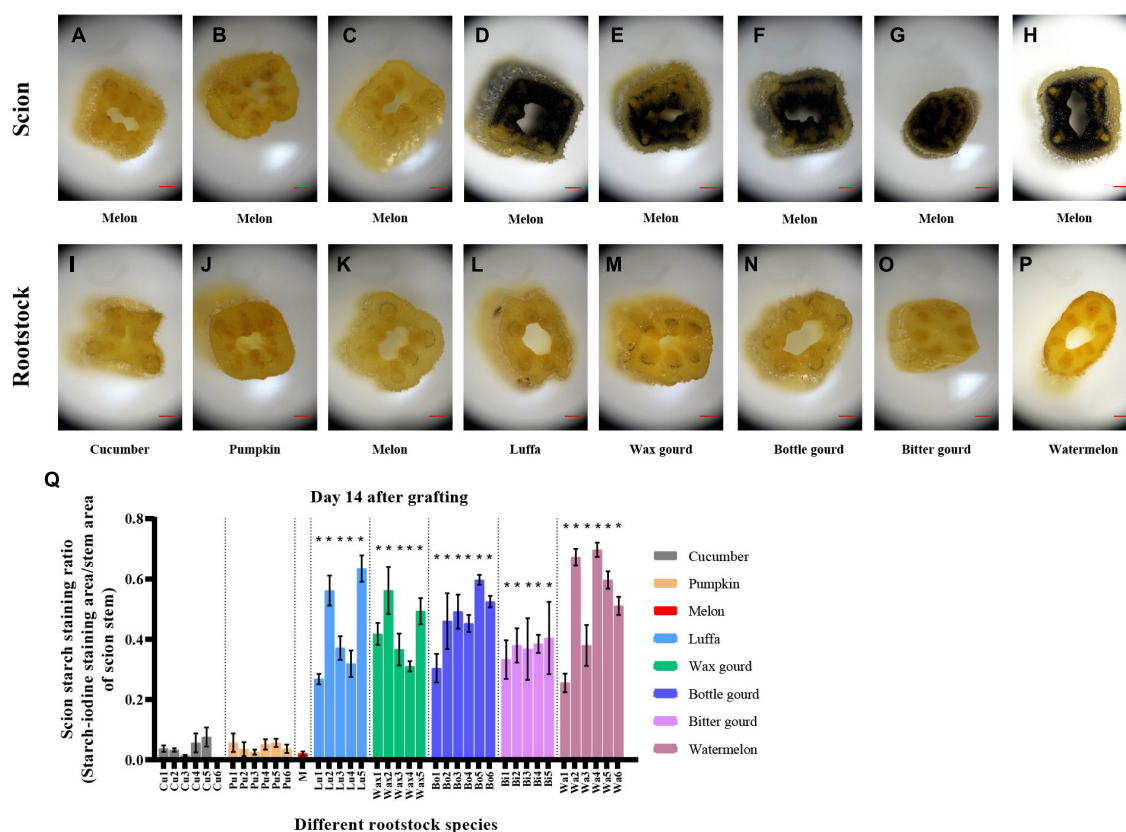 A B C D E F G H
Scion
Melon Melon Melon Melon Melon Melon Melon Melon
I J K L M N O P
Rootstock
Cucumber Pumpkin Melon Luffa Wax gourd Bottle gourd Bitter gourd Watermelon
Q
Day 14 after grafting
Scion starch staining ratio
(Starch-iodine staining area/stem area
of scion stem)
0.8
0.6
0.4
0.2
0.0
* * * * * * * * * * * * * * * * * * * * * * * * * * *
Cu1 Cu2 Cu3 Cu4 Cu5 Cu6 Pu1 Pu2 Pu3 Pu4 Pu5 Pu6 M Lu1 Lu2 Lu3 Lu4 Lu5 Wax1 Wax2 Wax3 Wax4 Wax5 Bo1 Bo2 Bo3 Bo4 Bo5 Bo6 Bi1 Bi2 Bi3 Bi4 Bi5 Wa1 Wa2 Wa3 Wa4 Wa5 Wa6
Different rootstock species
Cucumber
Pumpkin
Melon
Luffa
Wax gourd
Bottle gourd
Bitter gourd
Watermelon